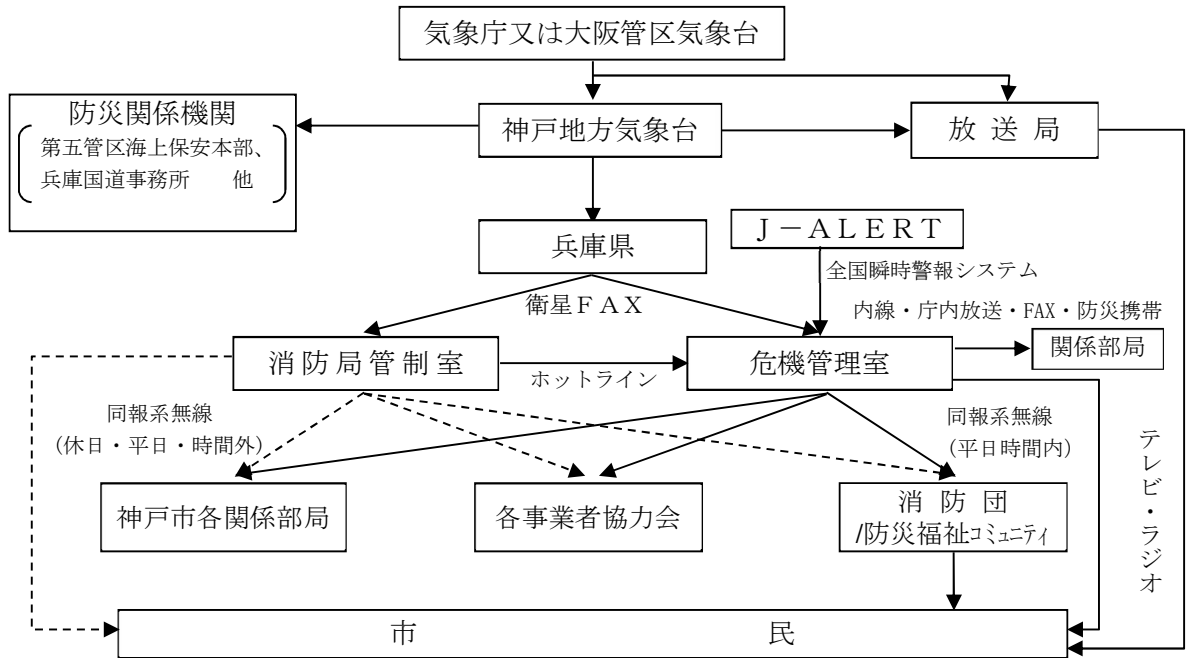 気象庁又は大阪管区気象台
防災関係機関
第五管区海上保安本部、
兵庫国道事務所　他
神戸地方気象台
放 送 局
兵庫県
Ｊ－ＡＬＥＲＴ
全国瞬時警報システム
衛星ＦＡＸ
内線・庁内放送・FAX・防災携帯
消防局管制室
ホットライン
危機管理室
関係部局
同報系無線
（休日・平日・時間外）
同報系無線
（平日時間内）
テレビ・ラジオ
神戸市各関係部局
各事業者協力会
消 防 団
/防災福祉コミュニティ
市　民